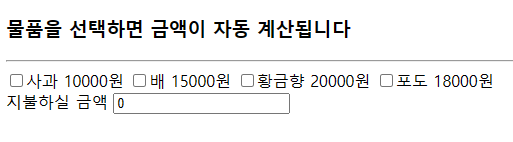 물품을 선택하면 금액이 자동 계산됩니다
사과 10000원 배 15000원 황금향 20000원 포도 18000원
지불하실 금액 0